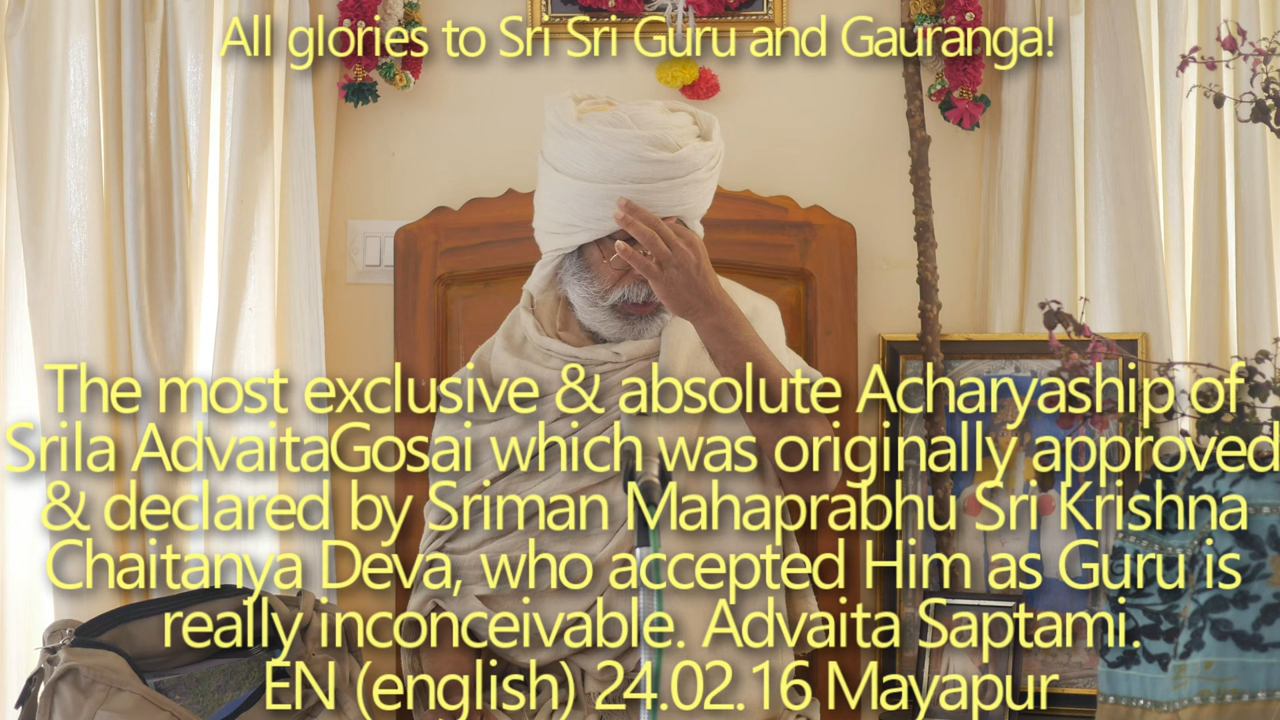 All glories to Sri Sri Guru and Gauranga!
The most exclusive & absolute Acharyaship of
Srila AdvaitaGosai which was originally approved
& declared by Sriman Mahaprabhu Sri Krishna
Chaitanya Deva, who accepted Him as Guru is
really inconceivable. Advaita Saptami.
EN (english) 24.02.16 Mayapur